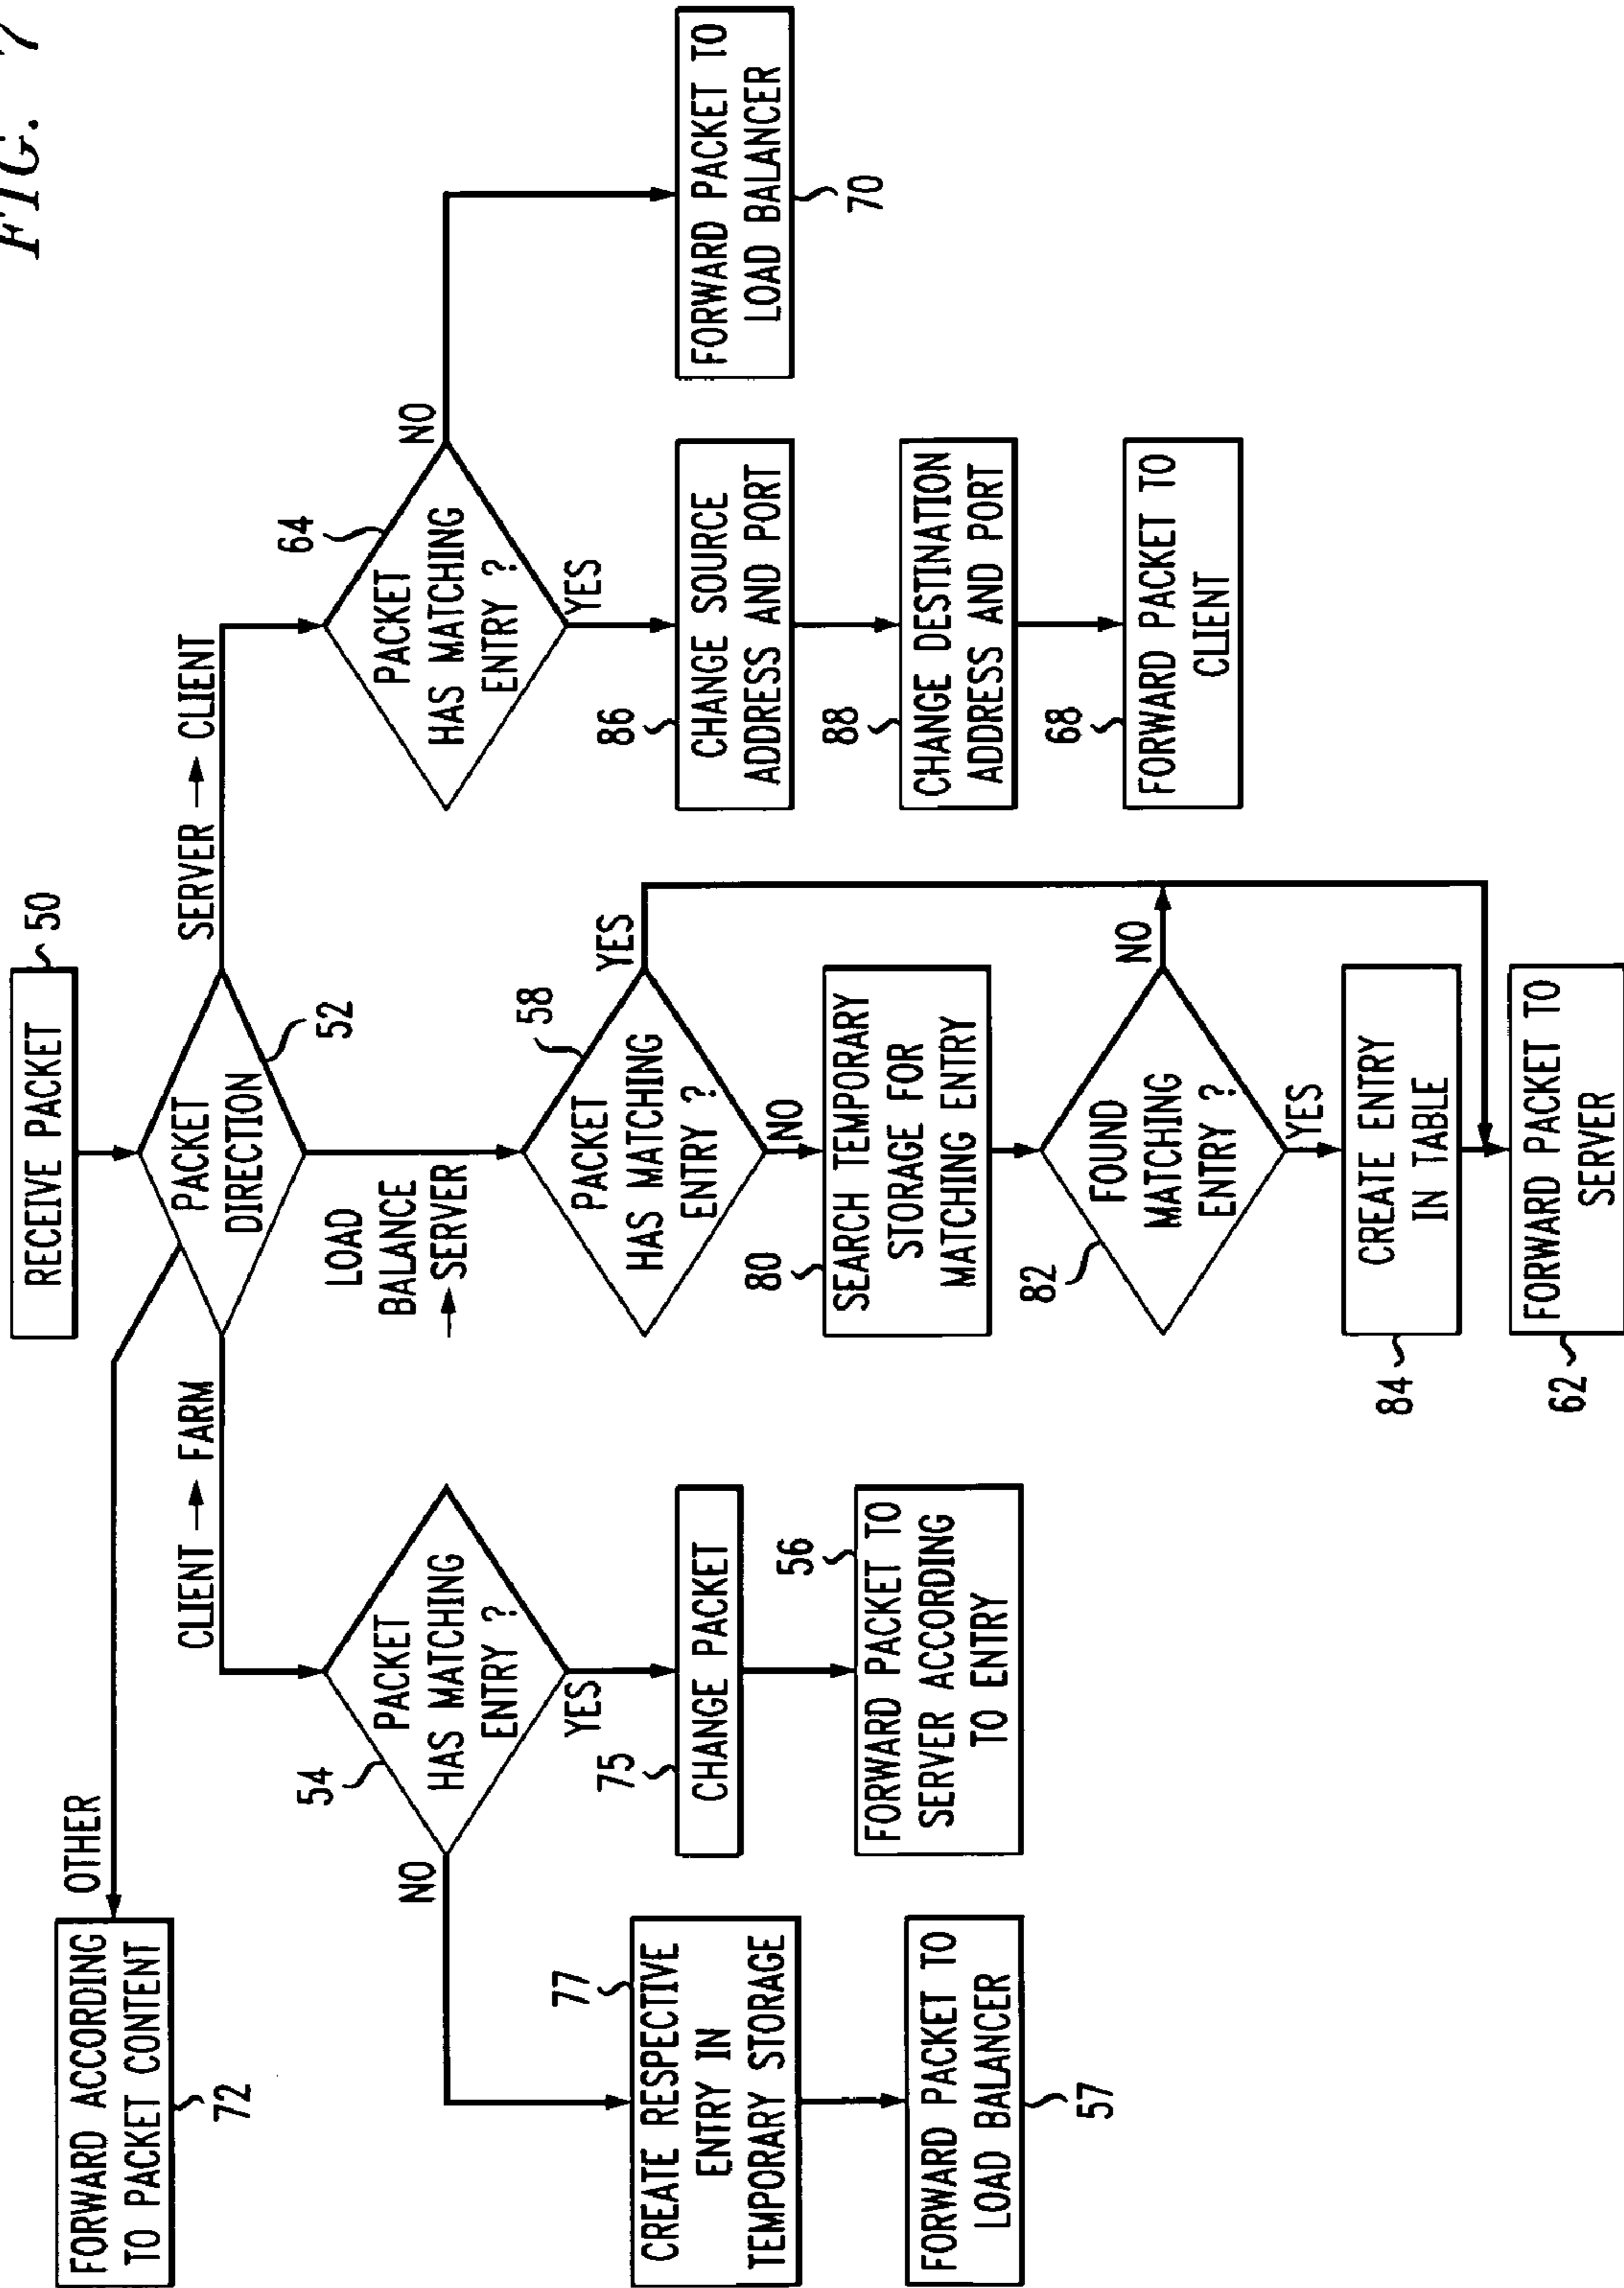 FIG. 7
RECEIVE PACKET
50
PACKET
DIRECTION
52
OTHER
FORWARD ACCORDING
TO PACKET CONTENT
72
CLIENT → FARM
PACKET
HAS MATCHING
ENTRY ?
54
NO
CREATE RESPECTIVE
ENTRY IN
TEMPORARY STORAGE
77
FORWARD PACKET TO
LOAD BALANCER
57
YES
CHANGE PACKET
75
FORWARD PACKET TO
SERVER ACCORDING
TO ENTRY
56
LOAD
BALANCE
→ SERVER
PACKET
HAS MATCHING
ENTRY ?
58
YES
NO
SEARCH TEMPORARY
STORAGE FOR
MATCHING ENTRY
80
FOUND
MATCHING
ENTRY ?
82
NO
YES
CREATE ENTRY
IN TABLE
84
FORWARD PACKET TO
SERVER
62
SERVER → CLIENT
PACKET
HAS MATCHING
ENTRY ?
64
YES
CHANGE SOURCE
ADDRESS AND PORT
86
CHANGE DESTINATION
ADDRESS AND PORT
88
FORWARD PACKET TO
CLIENT
68
NO
FORWARD PACKET TO
LOAD BALANCER
70